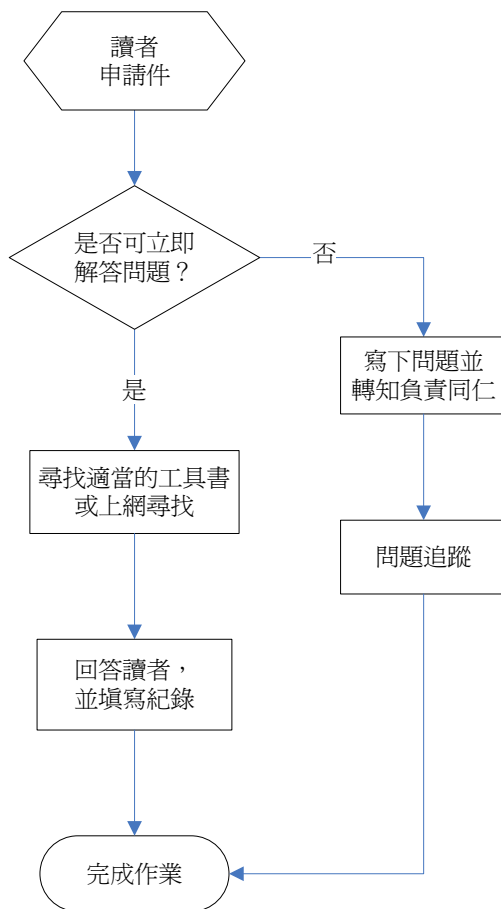 讀者
申請件
是否可立即
解答問題？
否
寫下問題並
轉知負責同仁
是
尋找適當的工具書
或上網尋找
問題追蹤
回答讀者，
並填寫紀錄
完成作業